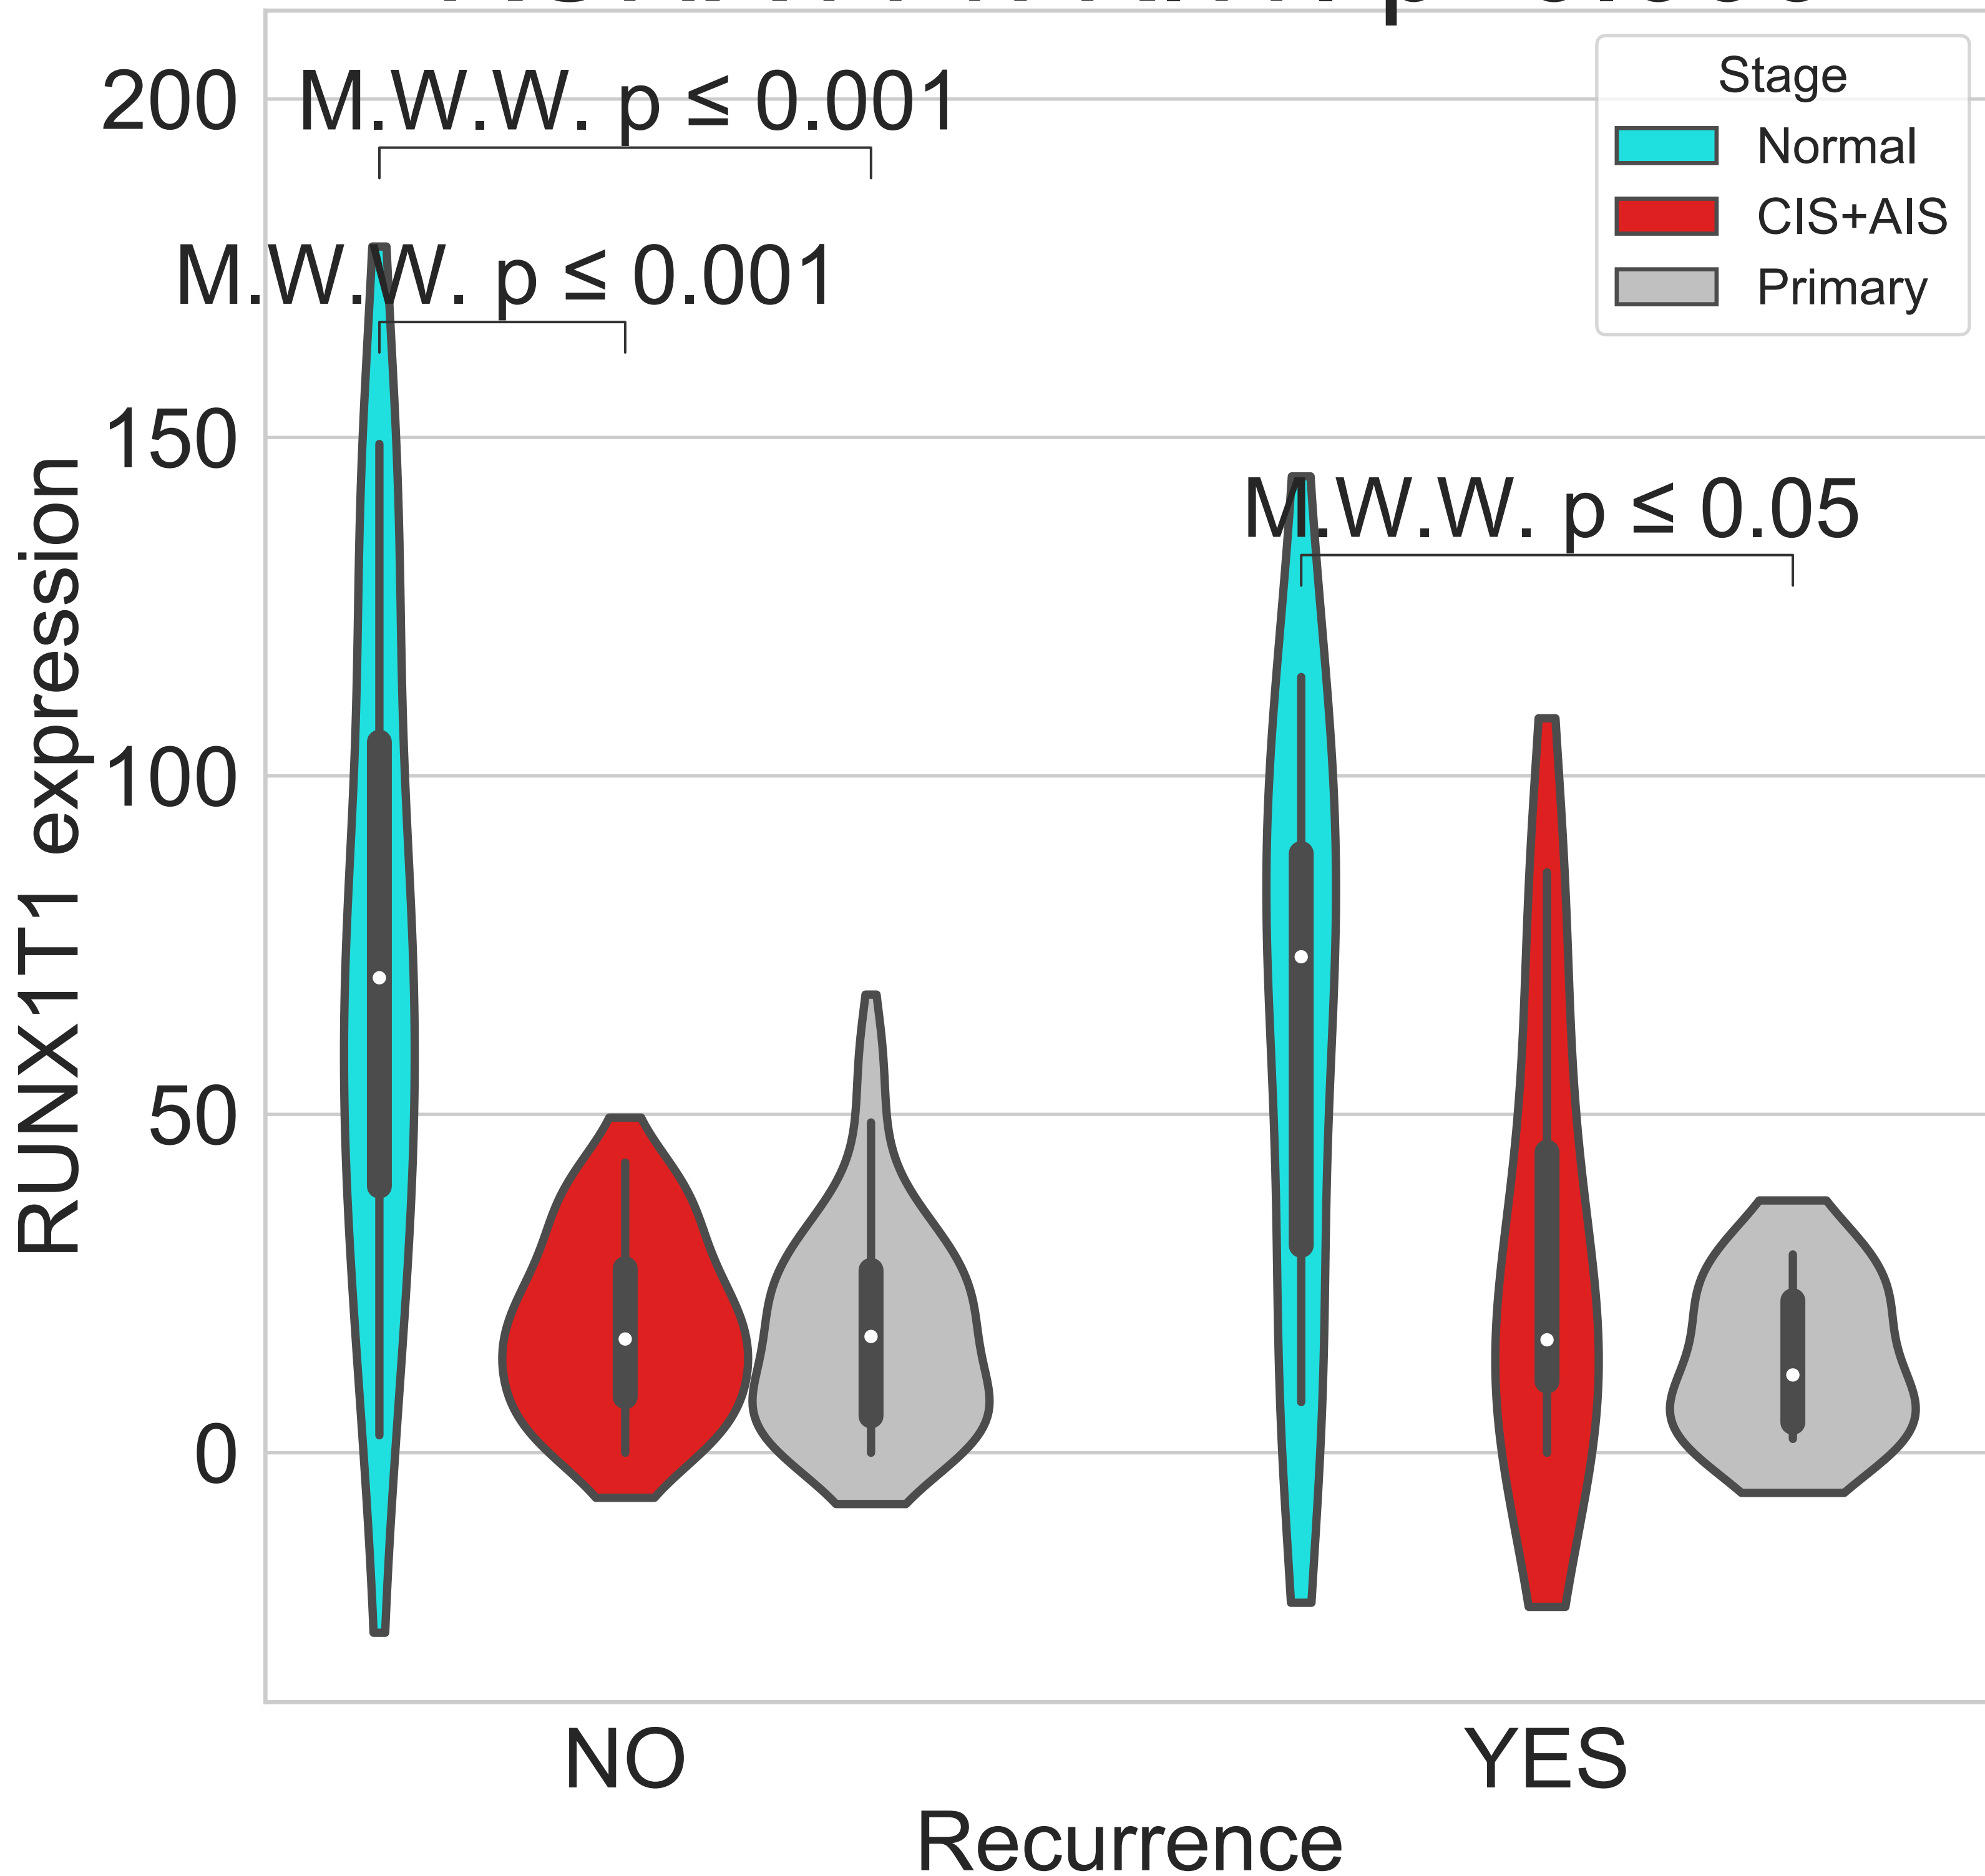 200
M.W.W. p ≤ 0.001
Stage
Normal
CIS+AIS
Primary
M.W.W. p ≤ 0.001
150
M.W.W. p ≤ 0.05
100
50
0
RUNX1T1 expression
NO
YES
Recurrence